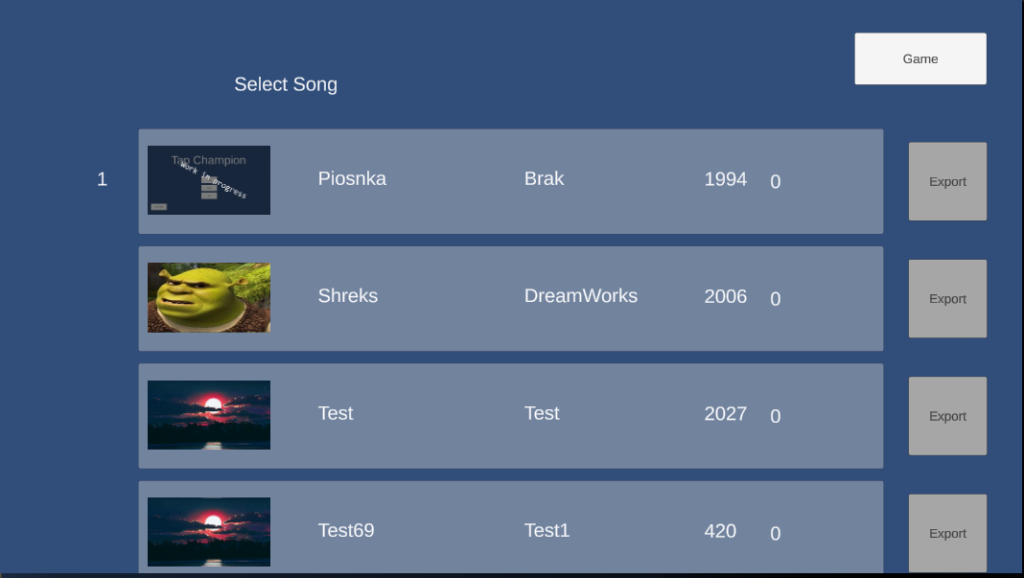 Game
Select Song
1
Tap Champion
Work in progress
Piosnka Brak 1994 0
Export
Shreks DreamWorks 2006 0
Export
Test Test 2027 0
Export
Test69 Test1 420 0
Export